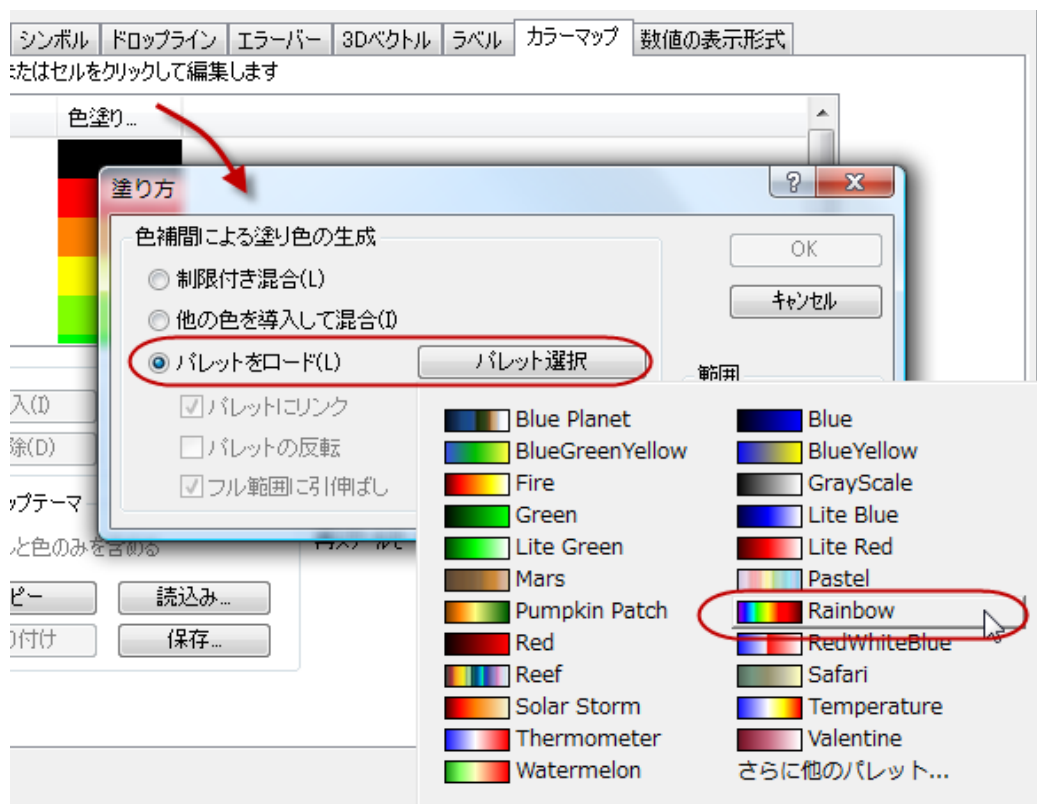 シンボル ドロップライン エラーバー 3Dベクトル ラベル カラーマップ 数値の表示形式
たはセルをクリックして編集します
色塗り...
塗り方
色補間による塗り色の生成
制限付き混合(L)
他の色を導入して混合(I)
パレットをロード(L) パレット選択
パレットにリンク
パレットの反転
フル範囲に引伸ばし
OK
キャンセル
範囲
入(I)
除(D)
ップテーマ
と色のみを含める
ピー 読込み...
り付け 保存...
Blue Planet Blue
BlueGreenYellow BlueYellow
Fire GrayScale
Green Lite Blue
Lite Green Lite Red
Mars Pastel
Pumpkin Patch Rainbow
Red RedWhiteBlue
Reef Safari
Solar Storm Temperature
Thermometer Valentine
Watermelon さらに他のパレット...